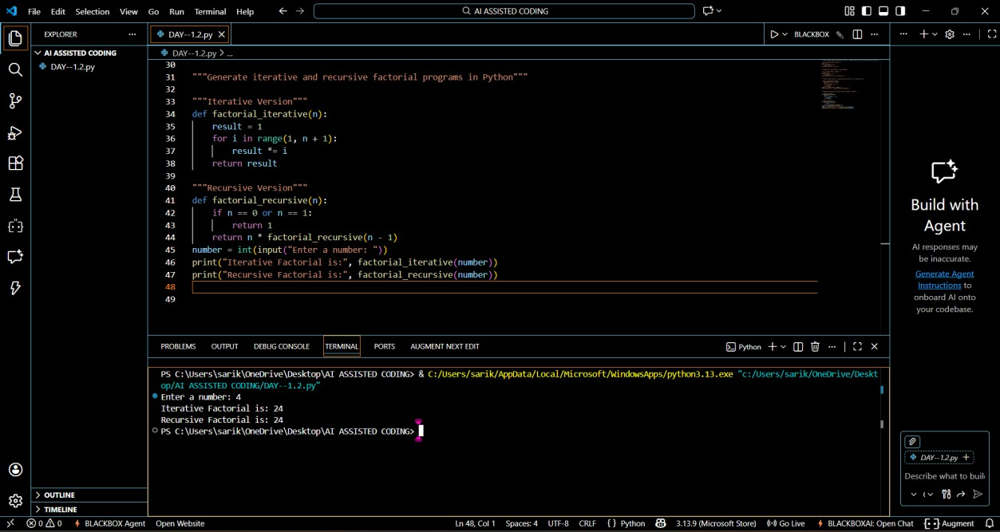 File Edit Selection View Go Run Terminal Help
AI ASSISTED CODING
EXPLORER
AI ASSISTED CODING
DAY--1.2.py
OUTLINE
TIMELINE
DAY--1.2.py
BLACKBOX
DAY--1.2.py > ...
30
31 """Generate iterative and recursive factorial programs in Python"""
32
33 """Iterative Version"""
34 def factorial_iterative(n):
35 result = 1
36 for i in range(1, n + 1):
37 result *= i
38 return result
39
40 """Recursive Version"""
41 def factorial_recursive(n):
42 if n == 0 or n == 1:
43 return 1
44 return n * factorial_recursive(n - 1)
45 number = int(input("Enter a number: "))
46 print("Iterative Factorial is:", factorial_iterative(number))
47 print("Recursive Factorial is:", factorial_recursive(number))
48
49
PROBLEMS OUTPUT DEBUG CONSOLE TERMINAL PORTS AUGMENT NEXT EDIT
Python
PS C:\Users\sarik\OneDrive\Desktop\AI ASSISTED CODING> & C:/Users/sarik/AppData/Local/Microsoft/WindowsApps/python3.13.exe "c:/Users/sarik/OneDrive/Deskt
op/AI ASSISTED CODING/DAY--1.2.py"
Enter a number: 4
Iterative Factorial is: 24
Recursive Factorial is: 24
PS C:\Users\sarik\OneDrive\Desktop\AI ASSISTED CODING>
Build with
Agent
AI responses may
be inaccurate.
Generate Agent
Instructions to
onboard AI onto
your codebase.
DAY--1.2.py
Describe what to buil
0 0 BLACKBOX Agent Open Website Ln 48, Col 1 Spaces: 4 UTF-8 CRLF { } Python 3.13.9 (Microsoft Store) Go Live BLACKBOXAI: Open Chat Augment